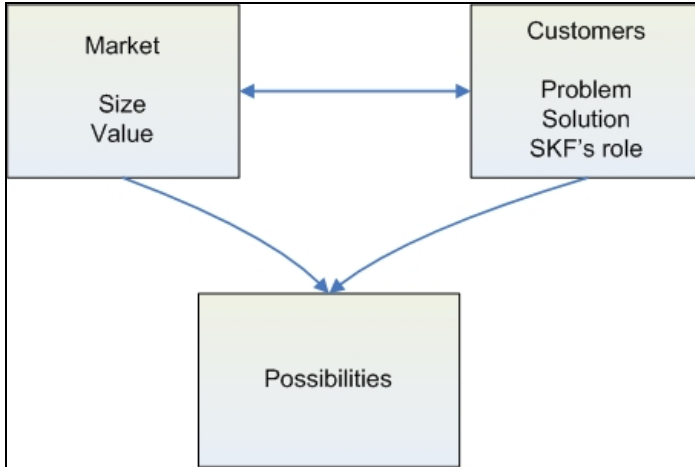 Market
Size
Value
Customers
Problem
Solution
SKF's role
Possibilities